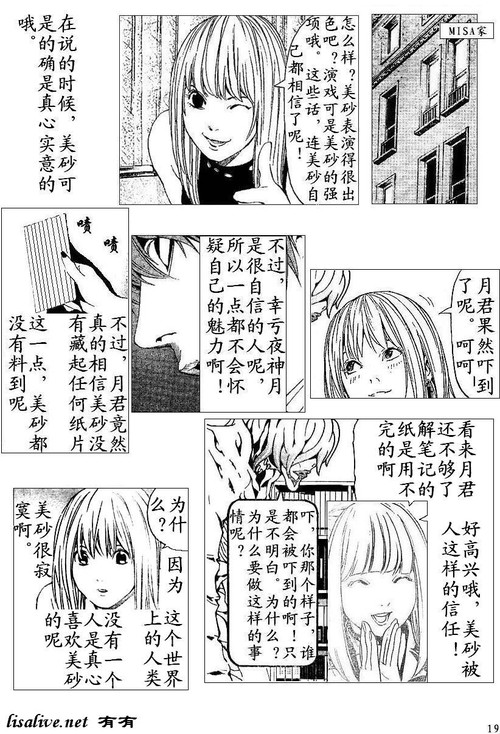 MISA家
怎么样？美砂表演得很出
色吧？演戏可是美砂的强
项哦。这些话，连美砂自
己都相信了呢！
在说的时候，美砂可
是的确是真心实意的
哦。
月君果然吓到
了呢。呵呵！
不过，幸亏夜神月
是很自信的人呢，
所以一点都不会怀
疑自己的魅力啊！
啧
啧
不过，月君竟然
真的相信美砂没
有藏起任何纸片
这一点，美砂都
没有料到呢
看来月君
还不够了
解笔记的
纸是用不
完的啊
好高兴哦，美砂被
人这样的信任！
吓，你那个样子，谁
都会被吓到的啊！只
是不明白。为什么？
为什么要做这样的事
情呢？
为什
么？
因为
这个世界
上的人类
没有一个
人是真心
喜欢美砂
的呢
美砂很寂
寞啊。
lisalive.net 有有
19